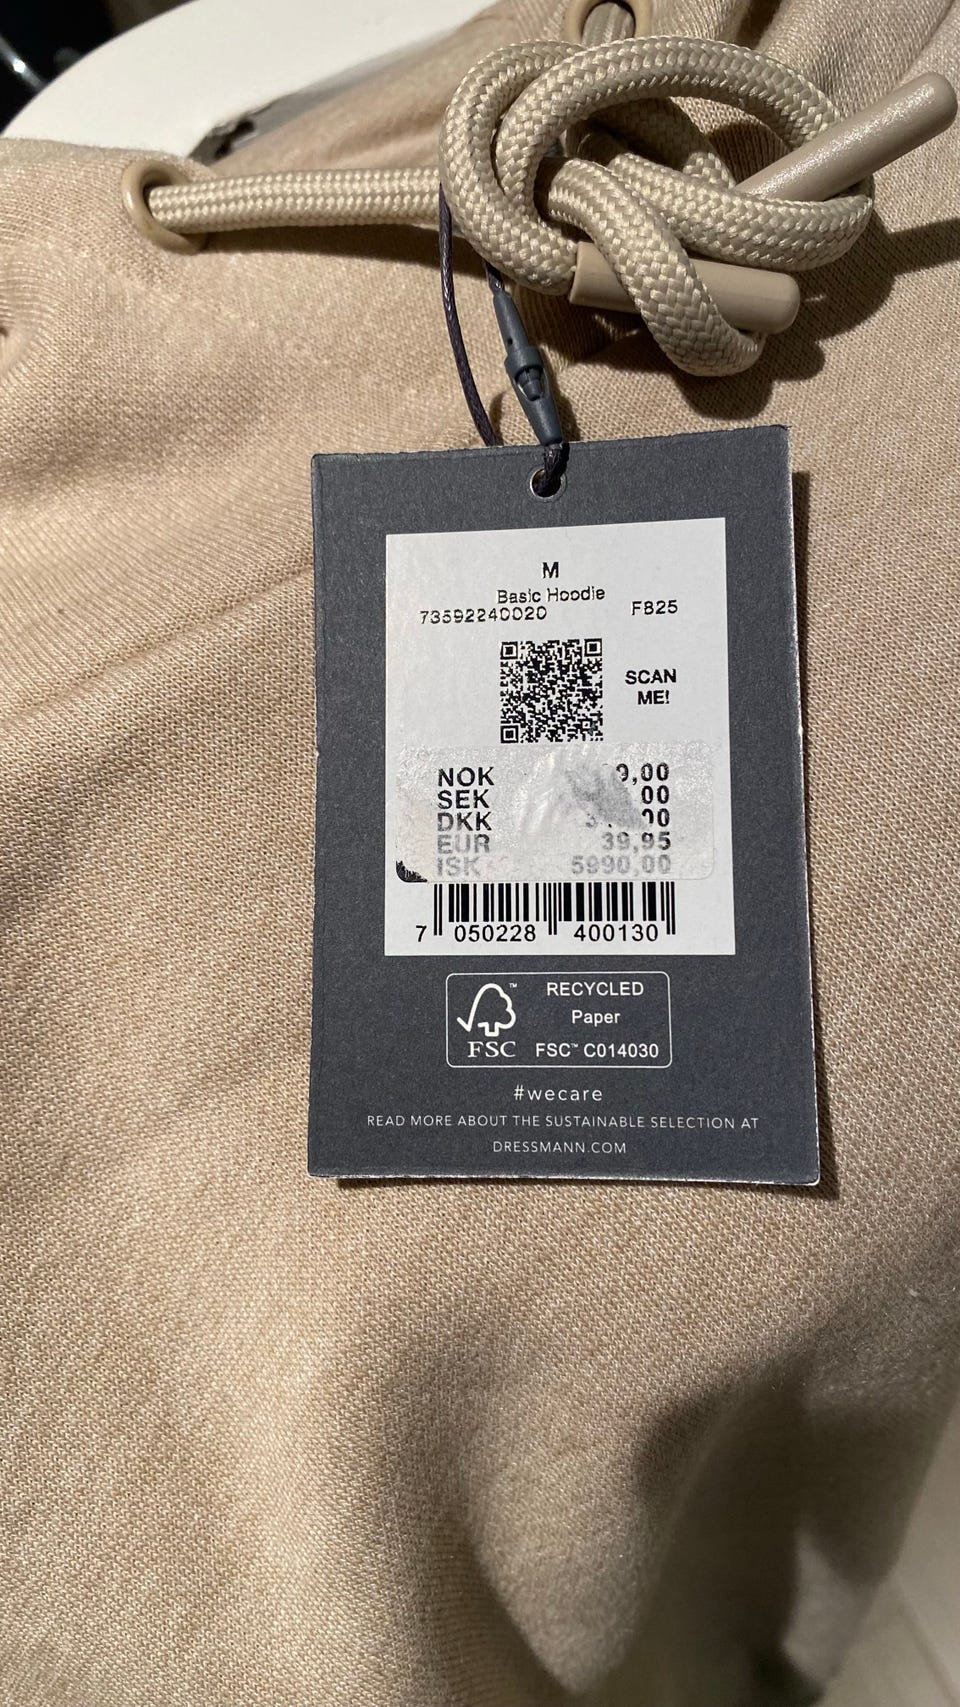 M
Basic Hoodie
73592240020 F825
SCAN
ME!
NOK
SEK
DKK
EUR 39,95
ISK 5990,00
7 050228 400130
RECYCLED
Paper
FSC™ C014030
FSC
#wecare
READ MORE ABOUT THE SUSTAINABLE SELECTION AT
DRESSMANN.COM